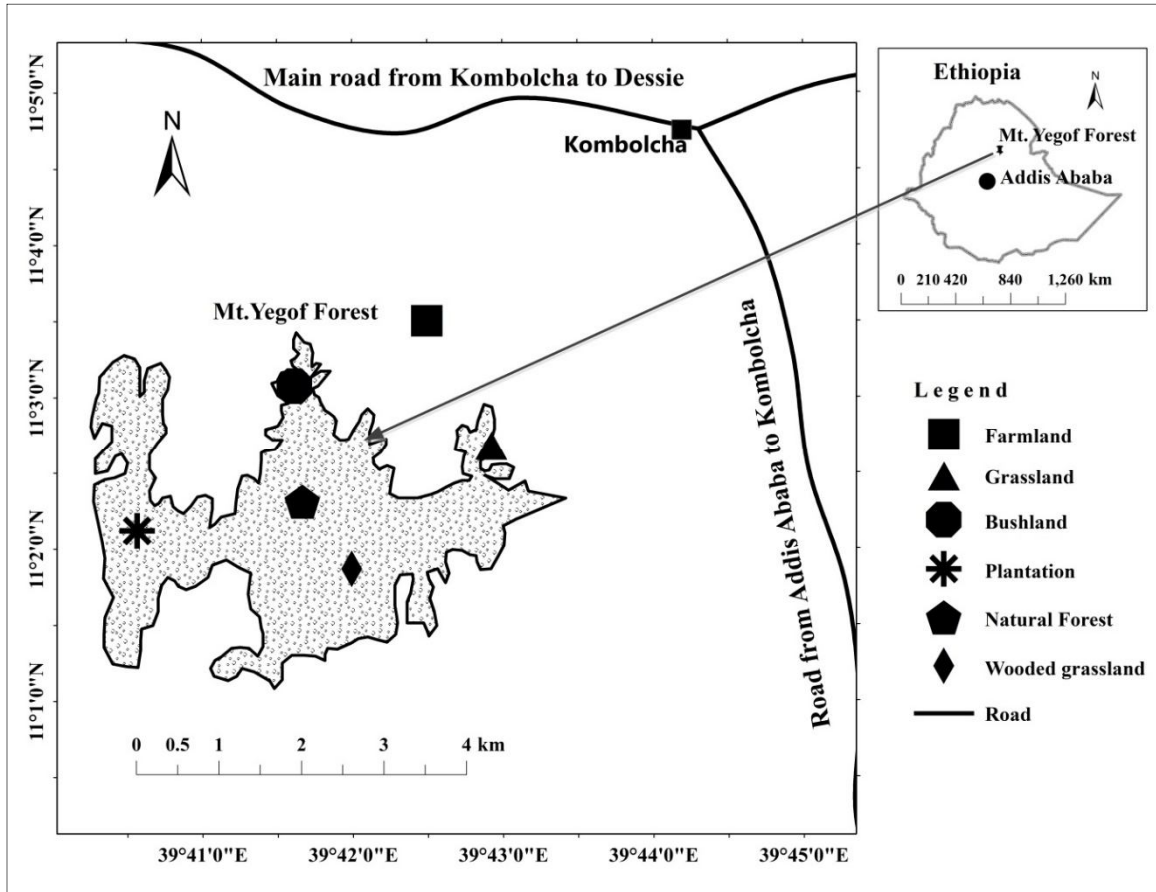 Main road from Kombolcha to Dessie
N
Kombolcha
Mt.Yegof Forest
Road from Addis Ababa to Kombolcha
0 0.5 1 2 3 4 km
11°5'0"N
11°4'0"N
11°3'0"N
11°2'0"N
11°1'0"N
39°41'0"E 39°42'0"E 39°43'0"E 39°44'0"E 39°45'0"E
Ethiopia
N
Mt. Yegof Forest
Addis Ababa
0 210 420 840 1,260 km
Legend
Farmland
Grassland
Bushland
Plantation
Natural Forest
Wooded grassland
Road